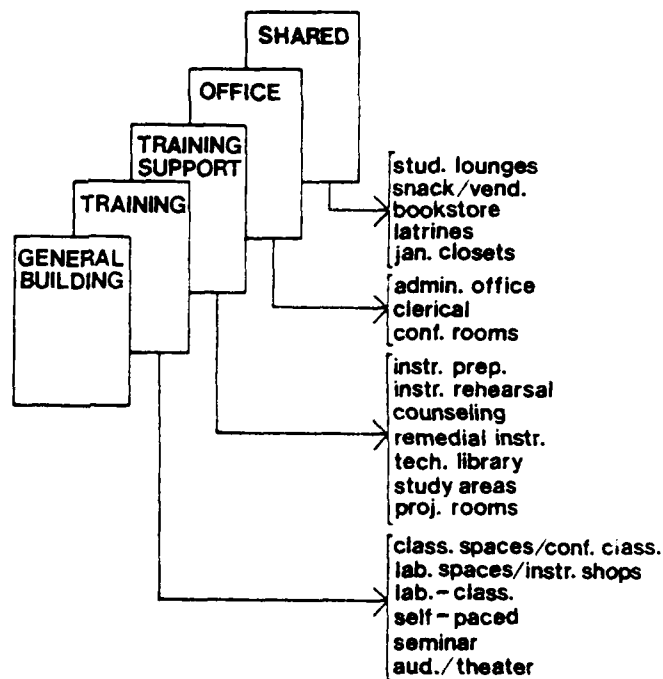 SHARED
OFFICE
TRAINING
SUPPORT
TRAINING
GENERAL
BUILDING
stud. lounges
snack/vend.
bookstore
latrines
jan. closets
admin. office
clerical
conf. rooms
instr. prep.
instr. rehearsal
counseling
remedial instr.
tech. library
study areas
proj. rooms
class. spaces/conf. class.
lab. spaces/instr. shops
lab.-class.
self-paced
seminar
aud./theater